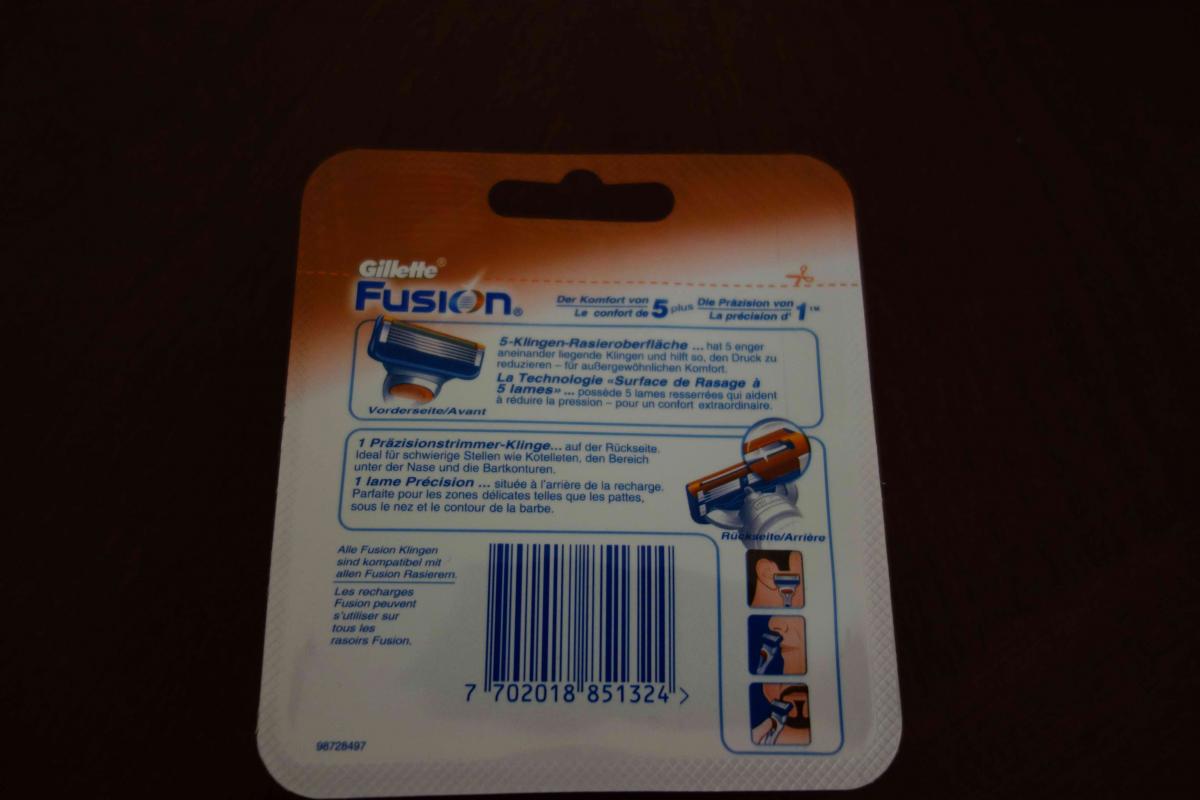 Gillette®
Fusion®
Der Komfort von
Le confort de
5 plus
Die Präzision von
La précision d'
1™
5-Klingen-Rasieroberfläche ... hat 5 enger
aneinander liegende Klingen und hilft so, den Druck zu
reduzieren – für außergewöhnlichen Komfort.
La Technologie «Surface de Rasage à
5 lames» ... possède 5 lames resserrées qui aident
à réduire la pression – pour un confort extraordinaire.
Vorderseite/Avant
1 Präzisionstrimmer-Klinge... auf der Rückseite.
Ideal für schwierige Stellen wie Kotelleten, den Bereich
unter der Nase und die Bartkonturen.
1 lame Précision ... située à l'arrière de la recharge.
Parfaite pour les zones délicates telles que les pattes,
sous le nez et le contour de la barbe.
Rückseite/Arrière
Alle Fusion Klingen
sind kompatibel mit
allen Fusion Rasierern.
Les recharges
Fusion peuvent
s'utiliser sur
tous les
rasoirs Fusion.
7 702018 851324 >
98728497